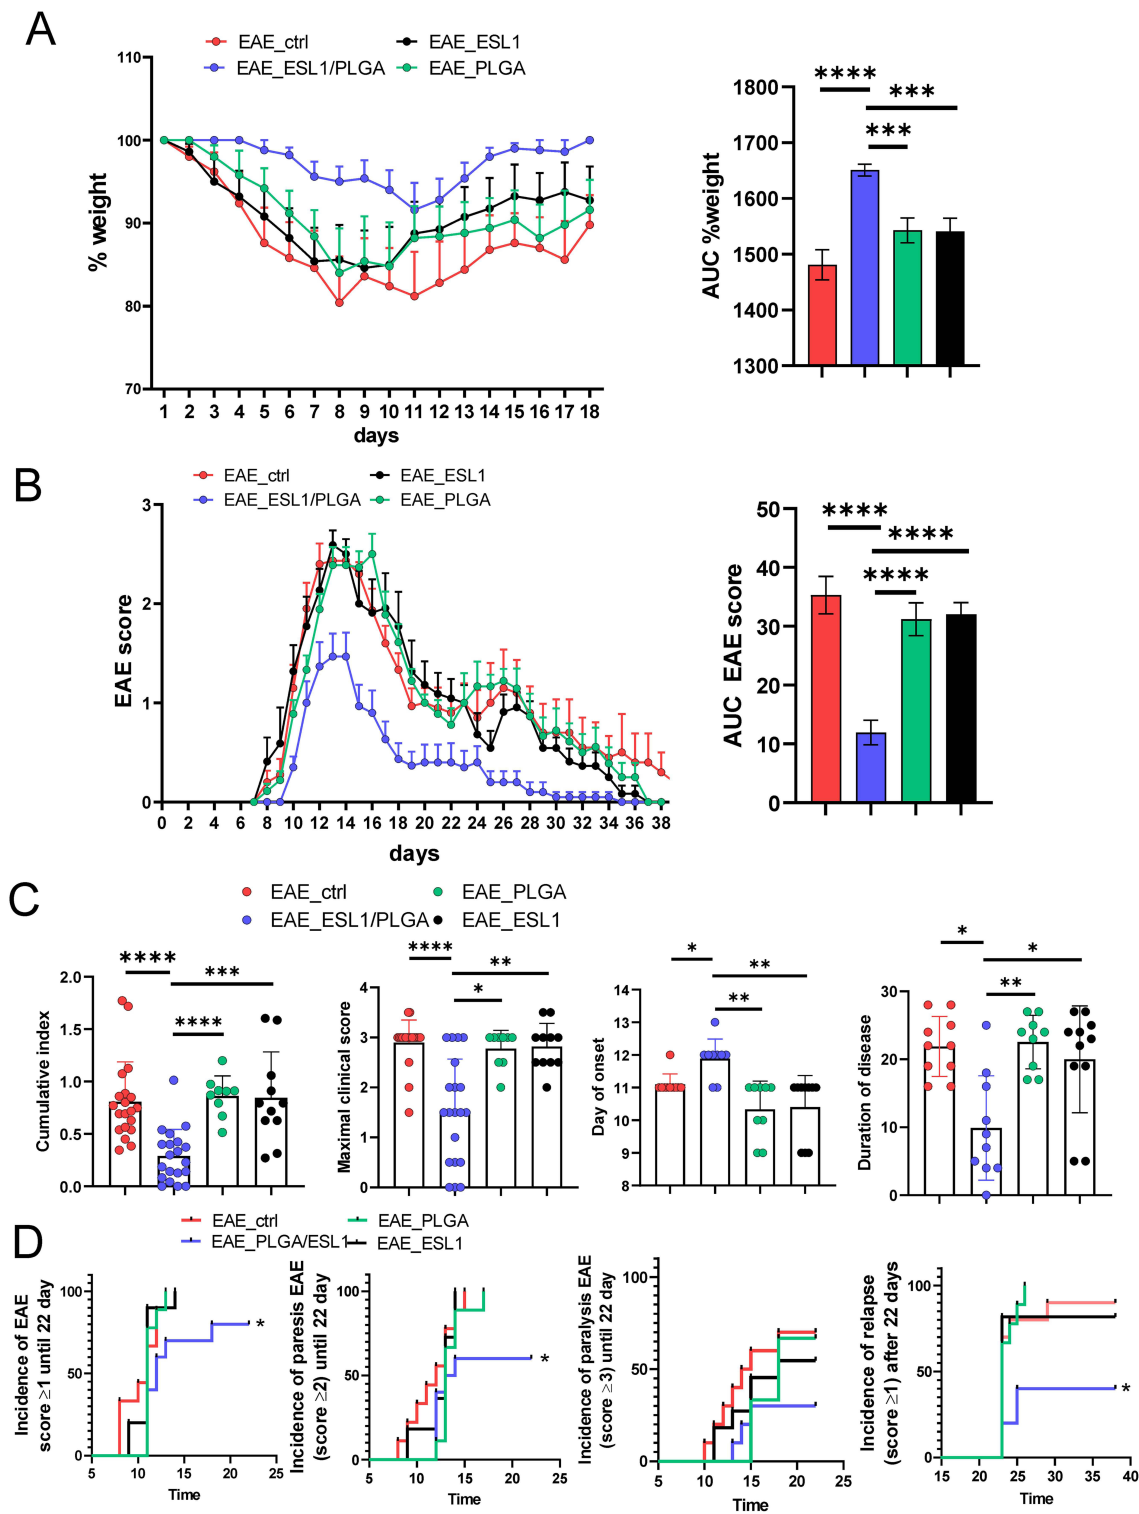 A
EAE_ctrl
EAE_ESL1
EAE_ESL1/PLGA
EAE_PLGA
% weight
110
100
90
80
70
1 2 3 4 5 6 7 8 9 10 11 12 13 14 15 16 17 18
days
AUC %weight
1800
1700
1600
1500
1400
1300
****
***
***
B
EAE_ctrl
EAE_ESL1
EAE_ESL1/PLGA
EAE_PLGA
EAE score
3
2
1
0
0 2 4 6 8 10 12 14 16 18 20 22 24 26 28 30 32 34 36 38
days
AUC EAE score
50
40
30
20
10
0
****
****
****
C
EAE_ctrl
EAE_PLGA
EAE_ESL1/PLGA
EAE_ESL1
Cumulative index
2.0
1.5
1.0
0.5
0.0
****
***
****
Maximal clinical score
4
3
2
1
0
****
**
*
Day of onset
14
13
12
11
10
9
8
*
**
**
Duration of disease
30
20
10
0
*
*
**
D
EAE_ctrl
EAE_PLGA
EAE_PLGA/ESL1
EAE_ESL1
Incidence of EAE
score ≥1 until 22 day
100
50
0
5 10 15 20 25
Time
*
Incidence of paresis EAE
(score ≥2) until 22 day
100
50
0
5 10 15 20 25
Time
*
Incidence of paralysis EAE
(score ≥3) until 22 day
100
50
0
5 10 15 20 25
Time
Incidence of relapse
(score ≥1) after 22 days
100
50
0
15 20 25 30 35 40
Time
*